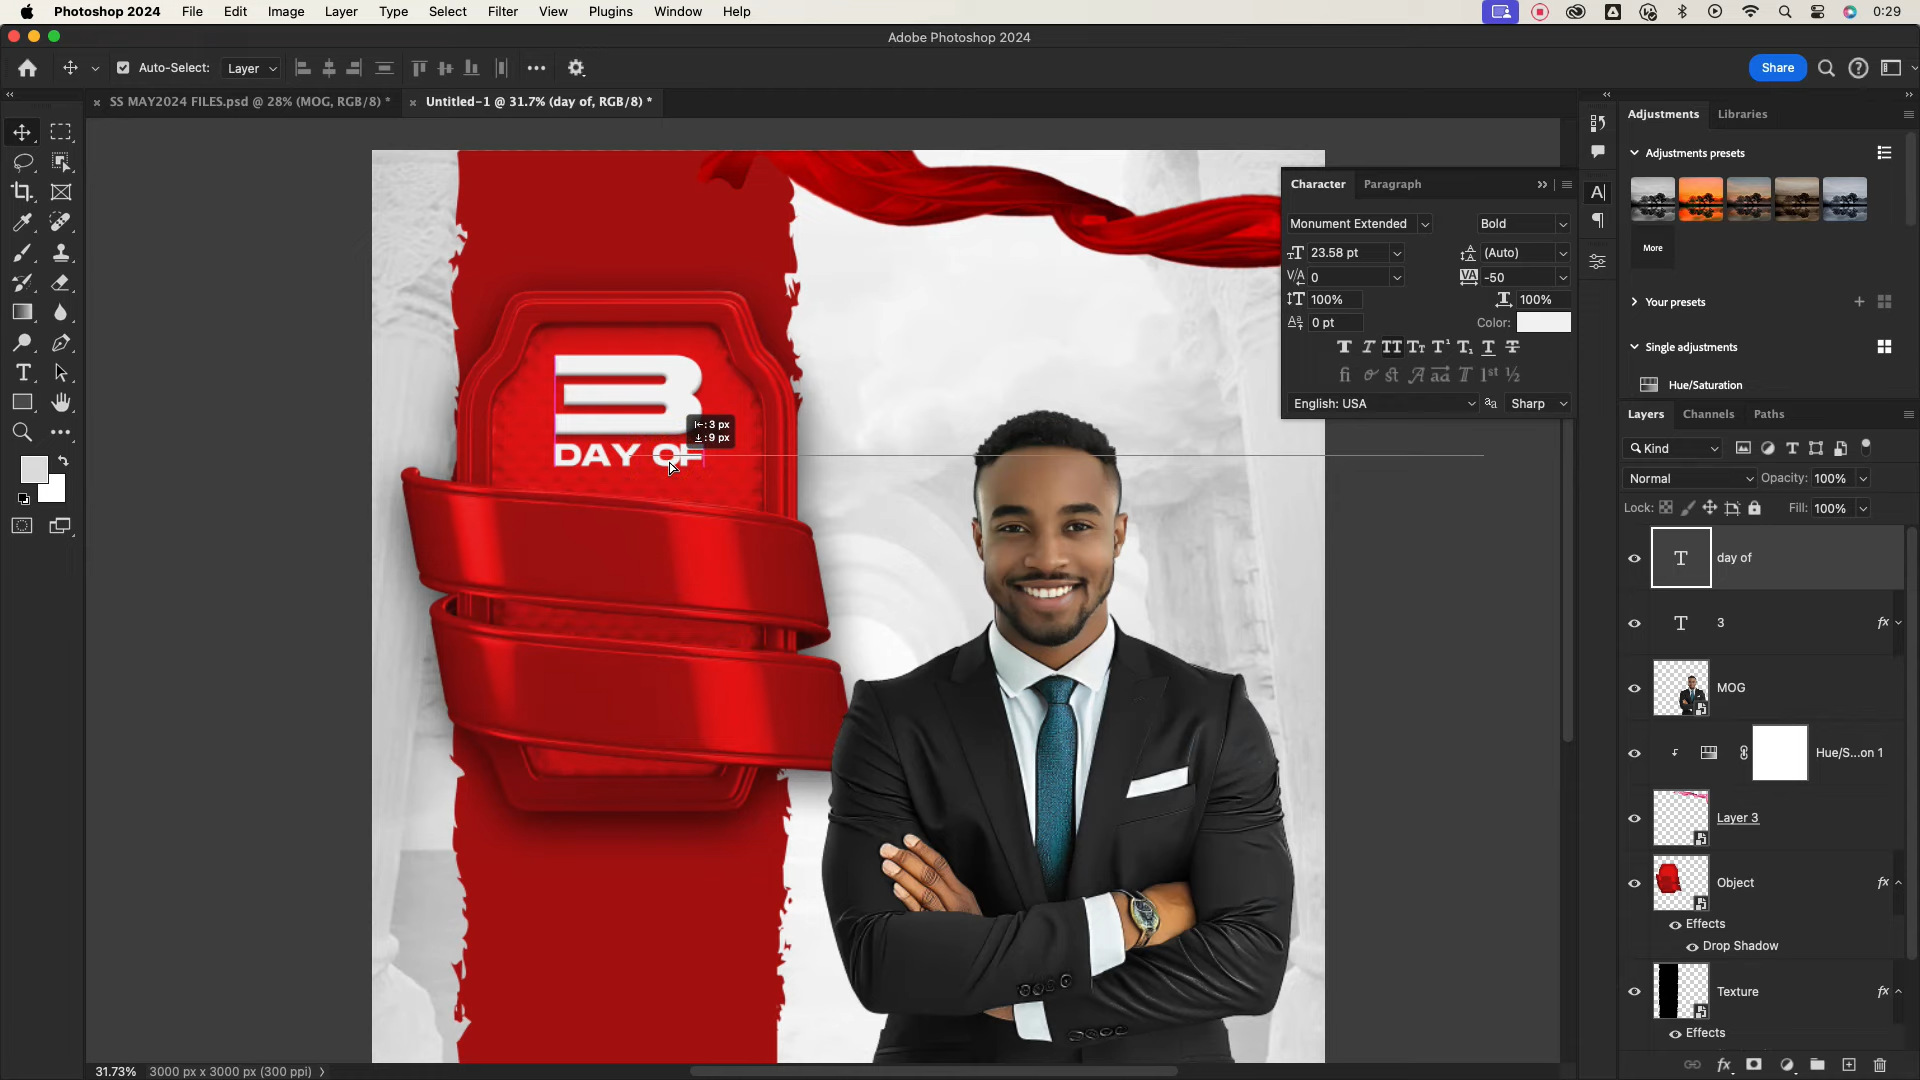 Photoshop 2024 File Edit Image Layer Type Select Filter View Plugins Window Help 0:29
Adobe Photoshop 2024
Auto-Select: Layer Share
SS MAY2024 FILES.psd @ 28% (MOG, RGB/8) * Untitled-1 @ 31.7% (day of, RGB/8) *
Adjustments Libraries
Adjustments presets
More
Your presets
Single adjustments
Hue/Saturation
Character Paragraph
Monument Extended Bold
23.58 pt (Auto)
0 -50
100% 100%
0 pt Color:
English: USA Sharp
3
DAY OF
: 3 px
: 9 px
Layers Channels Paths
Kind
Normal Opacity: 100%
Lock: Fill: 100%
day of
3
MOG
Hue/S...on 1
Layer 3
Object
Effects
Drop Shadow
Texture
Effects
31.73% 3000 px x 3000 px (300 ppi)